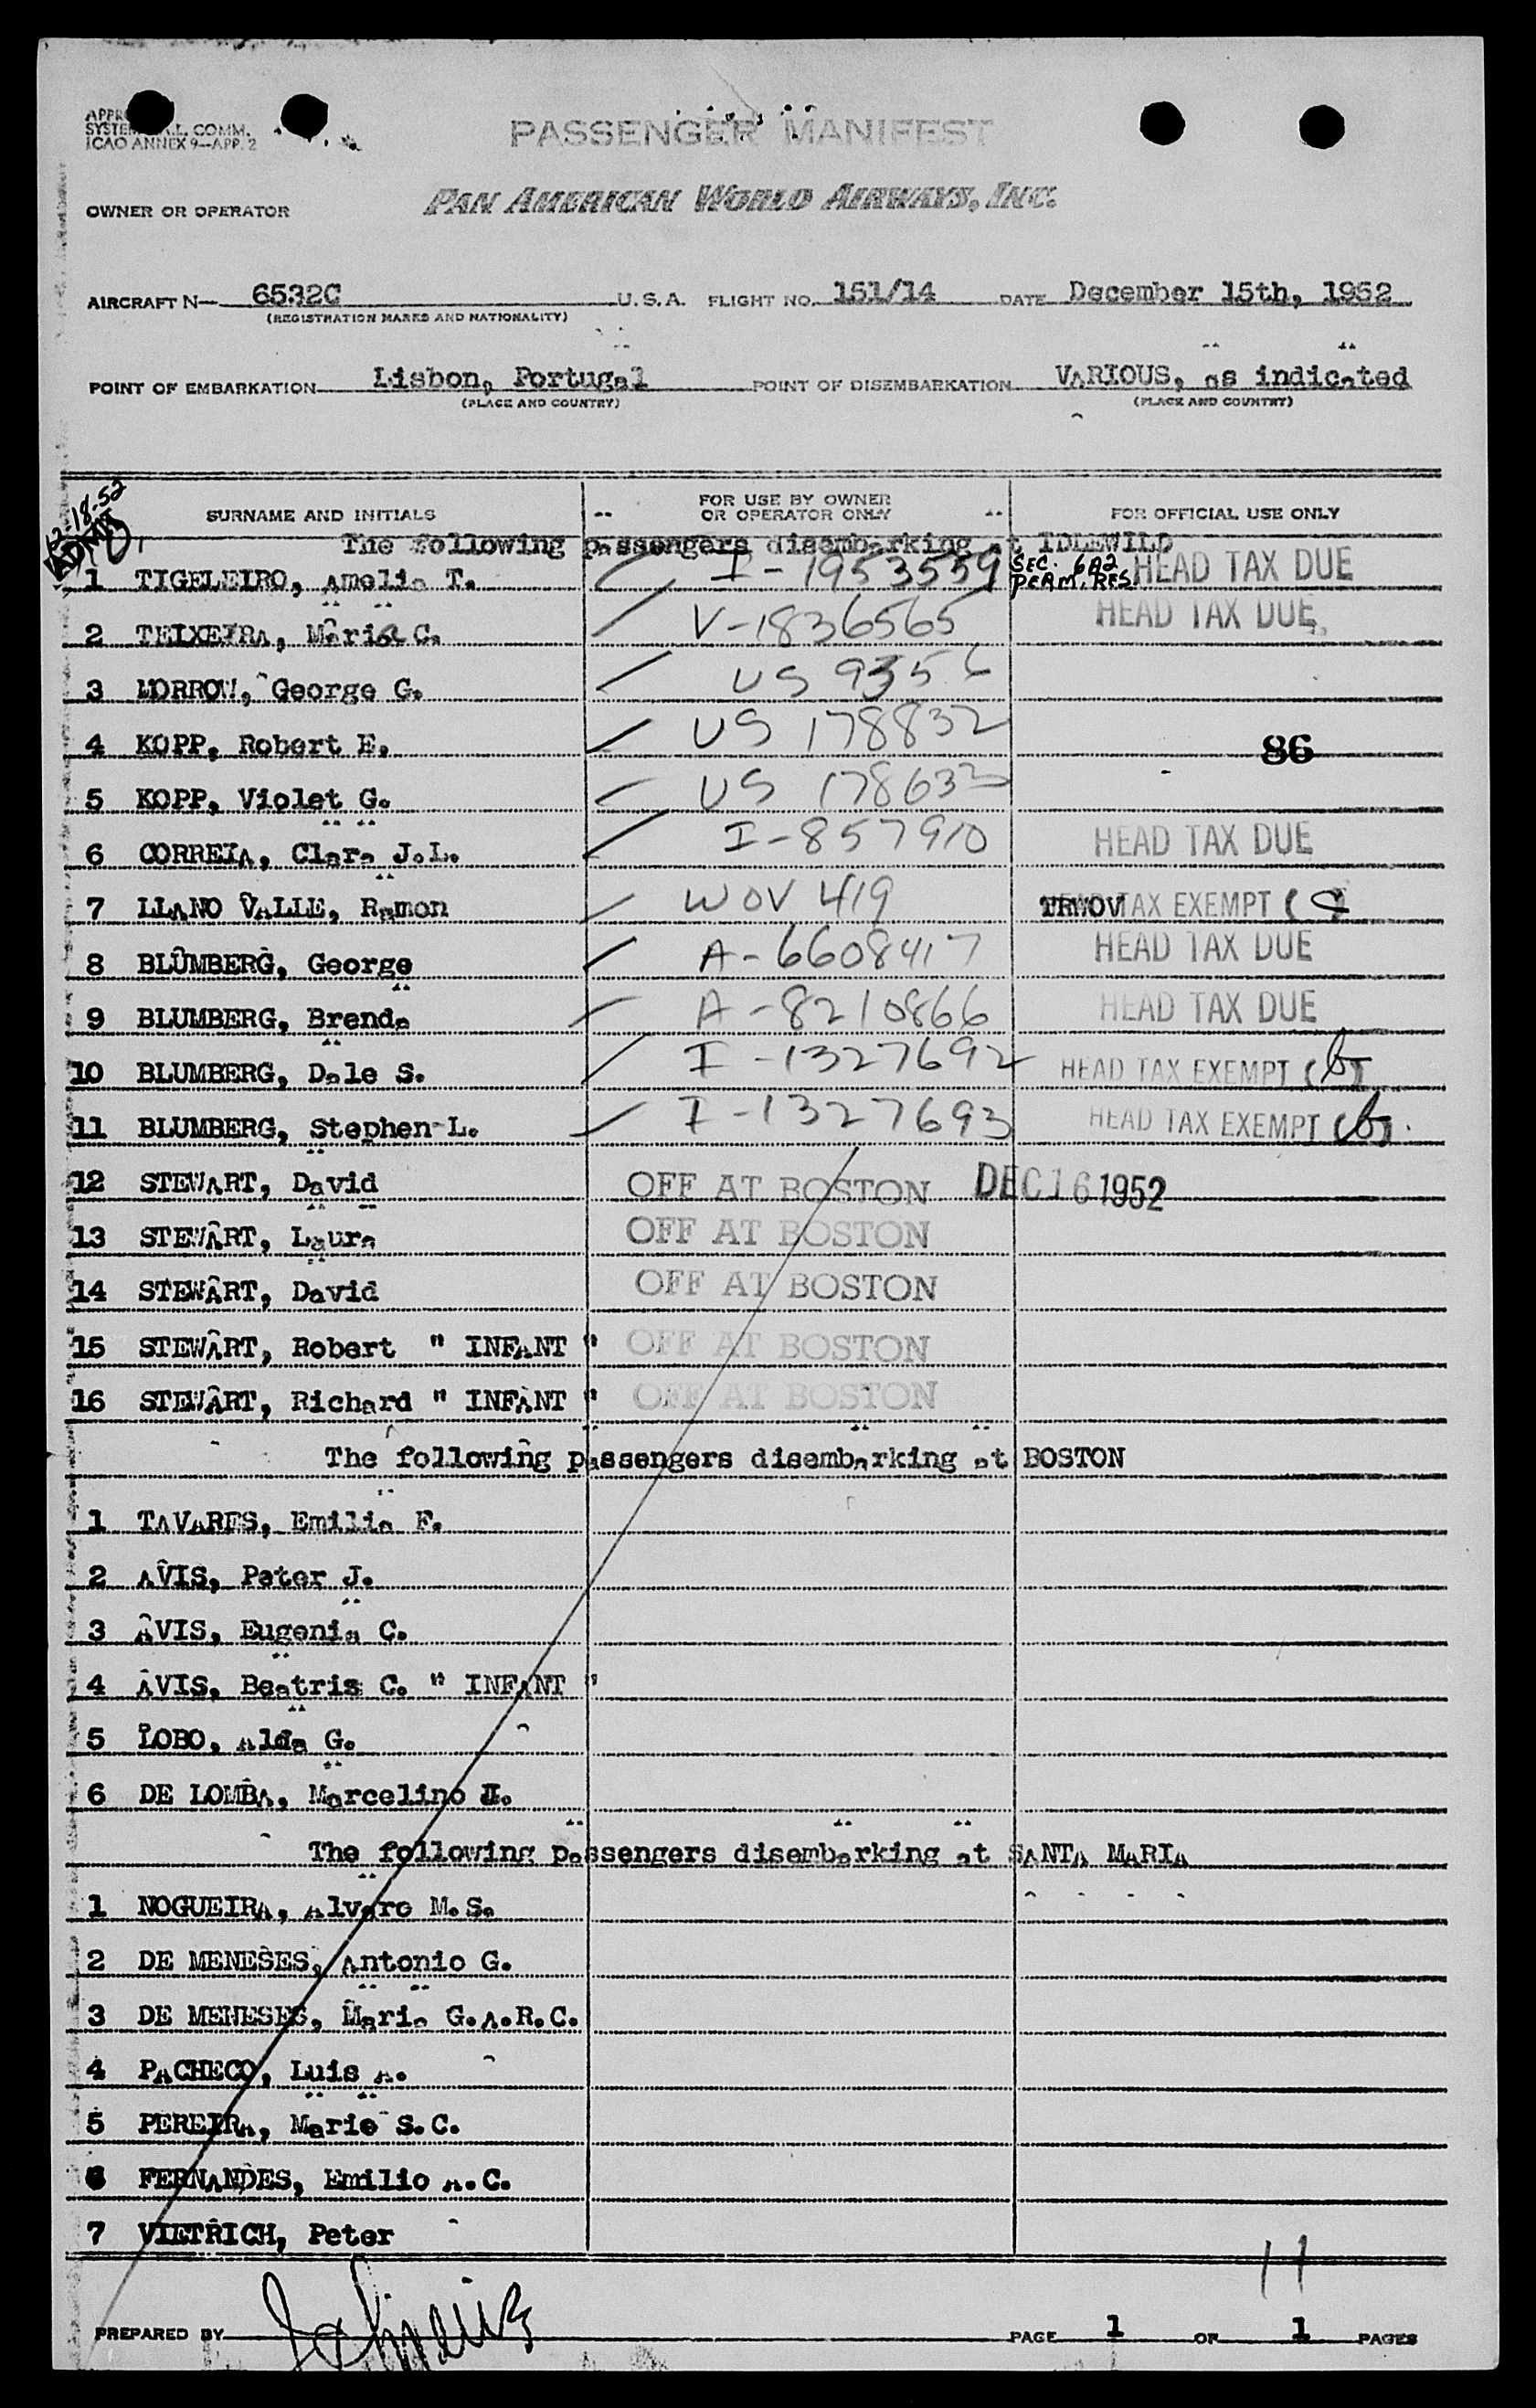 PASSENGER MANIFEST
SYSTEM A.L. COMM.
ICAO ANNEX 9—APP. 2
OWNER OR OPERATOR PAN AMERICAN WORLD AIRWAYS, INC.
AIRCRAFT N— 6532C U.S.A. FLIGHT NO. 151/14 DATE December 15th, 1952
(REGISTRATION MARKS AND NATIONALITY)
POINT OF EMBARKATION Lisbon, Portugal POINT OF DISEMBARKATION VARIOUS, as indicated
(PLACE AND COUNTRY) (PLACE AND COUNTRY)
12-18-52
ADMIT
SURNAME AND INITIALS FOR USE BY OWNER OR OPERATOR ONLY FOR OFFICIAL USE ONLY
The following passengers disembarking at IDLEWILD
1 TIGELEIRO, Amelia T. I-1953559 SEC. 6A2 PERM. RES. HEAD TAX DUE
2 TEIXEIRA, Maria C. V-1836565 HEAD TAX DUE
3 MORROW, George G. US 9356
4 KOPP, Robert E. US 178832 86
5 KOPP, Violet G. US 178633
6 CORREIA, Clara J.L. I-857910 HEAD TAX DUE
7 LLANO VALLE, Ramon WOV 419 TRWOV TAX EXEMPT (C)
8 BLUMBERG, George A-6608417 HEAD TAX DUE
9 BLUMBERG, Brenda A-8210866 HEAD TAX DUE
10 BLUMBERG, Dale S. I-1327692 HEAD TAX EXEMPT (b)
11 BLUMBERG, Stephen L. I-1327693 HEAD TAX EXEMPT (b)
12 STEWART, David OFF AT BOSTON DEC 16 1952
13 STEWART, Laura OFF AT BOSTON
14 STEWART, David OFF AT BOSTON
15 STEWART, Robert " INFANT " OFF AT BOSTON
16 STEWART, Richard " INFANT " OFF AT BOSTON
The following passengers disembarking at BOSTON
1 TAVARES, Emilia F.
2 AVIS, Peter J.
3 AVIS, Eugenia C.
4 AVIS, Beatris C. " INFANT "
5 LOBO, Alda G.
6 DE LOMBA, Marcelino
The following passengers disembarking at SANTA MARIA
1 NOGUEIRA, Alvaro M.S.
2 DE MENESES, Antonio G.
3 DE MENESES, Maria G.A.R.C.
4 PACHECO, Luis A.
5 PEREIRA, Mario S.C.
6 FERNANDES, Emilio A.C.
7 VIETRICH, Peter
11
PREPARED BY PAGE 1 OF 1 PAGES